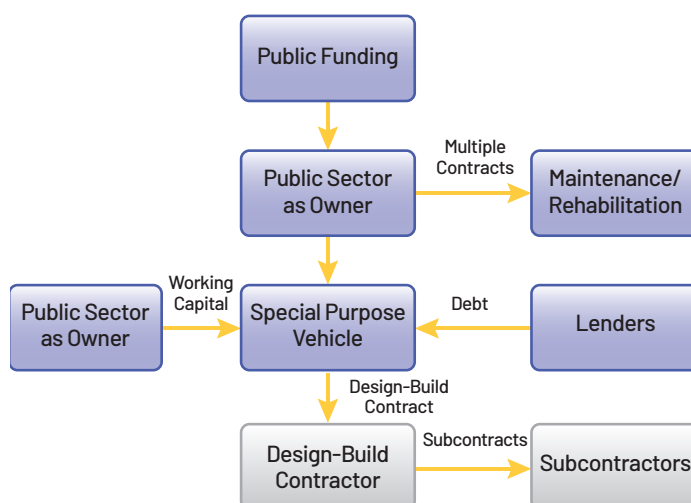 Public Funding
Multiple
Contracts
Public Sector
as Owner
Maintenance/
Rehabilitation
Working
Capital
Public Sector
as Owner
Special Purpose
Vehicle
Debt
Lenders
Design-Build
Contract
Design-Build
Contractor
Subcontracts
Subcontractors